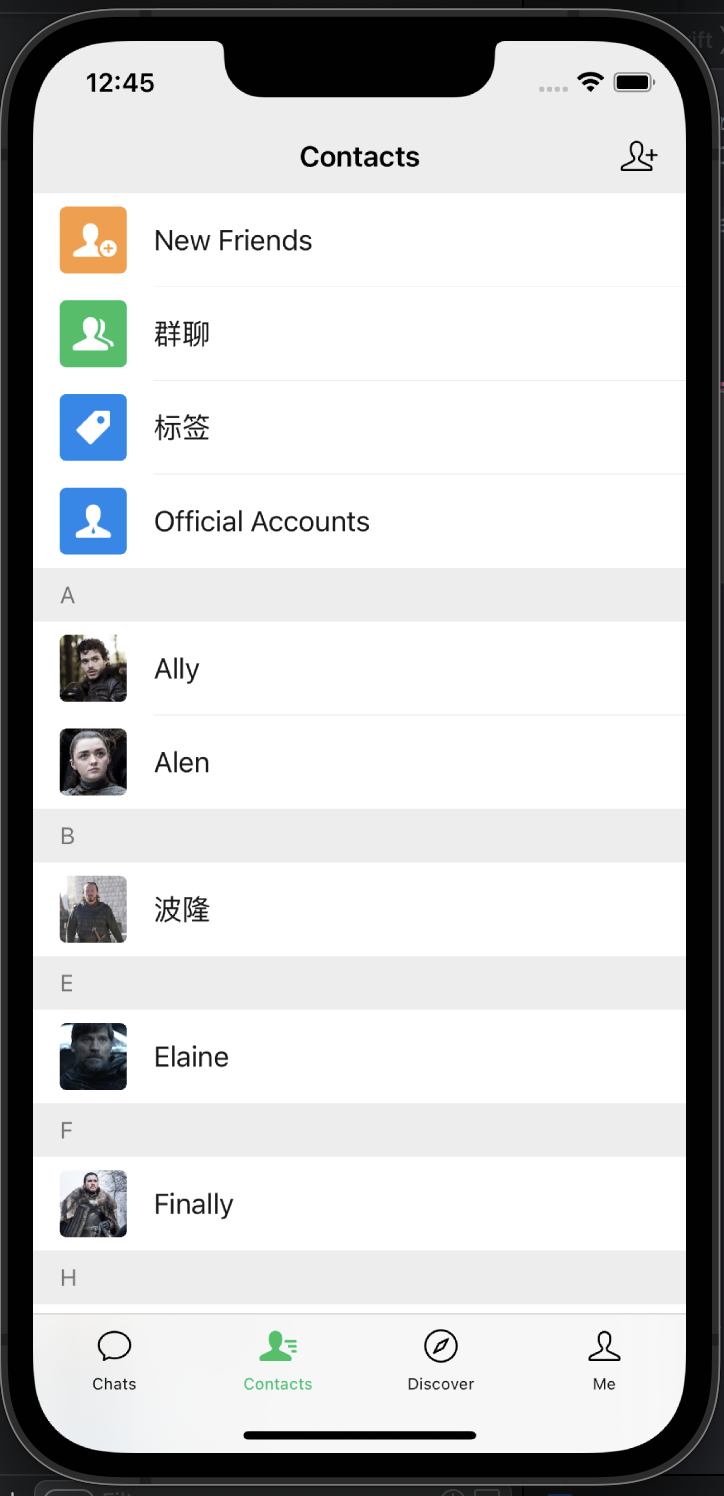 12:45
Contacts
New Friends
群聊
标签
Official Accounts
A
Ally
Alen
B
波隆
E
Elaine
F
Finally
H
Chats
Contacts
Discover
Me